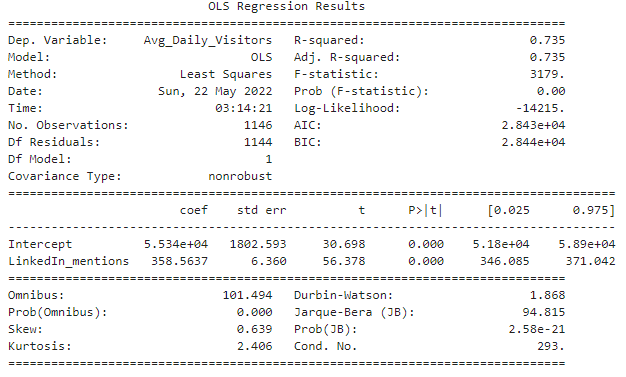 OLS Regression Results
==============================================================================
Dep. Variable:     Avg_Daily_Visitors   R-squared:                       0.735
Model:                            OLS   Adj. R-squared:                  0.735
Method:                 Least Squares   F-statistic:                     3179.
Date:                Sun, 22 May 2022   Prob (F-statistic):               0.00
Time:                        03:14:21   Log-Likelihood:                -14215.
No. Observations:                1146   AIC:                         2.843e+04
Df Residuals:                    1144   BIC:                         2.844e+04
Df Model:                           1
Covariance Type:            nonrobust
=====================================================================================
                        coef    std err          t      P>|t|      [0.025      0.975]
-------------------------------------------------------------------------------------
Intercept          5.534e+04   1802.593     30.698      0.000    5.18e+04    5.89e+04
LinkedIn_mentions   358.5637      6.360     56.378      0.000     346.085     371.042
==============================================================================
Omnibus:                      101.494   Durbin-Watson:                   1.868
Prob(Omnibus):                  0.000   Jarque-Bera (JB):               94.815
Skew:                           0.639   Prob(JB):                     2.58e-21
Kurtosis:                       2.406   Cond. No.                         293.
==============================================================================